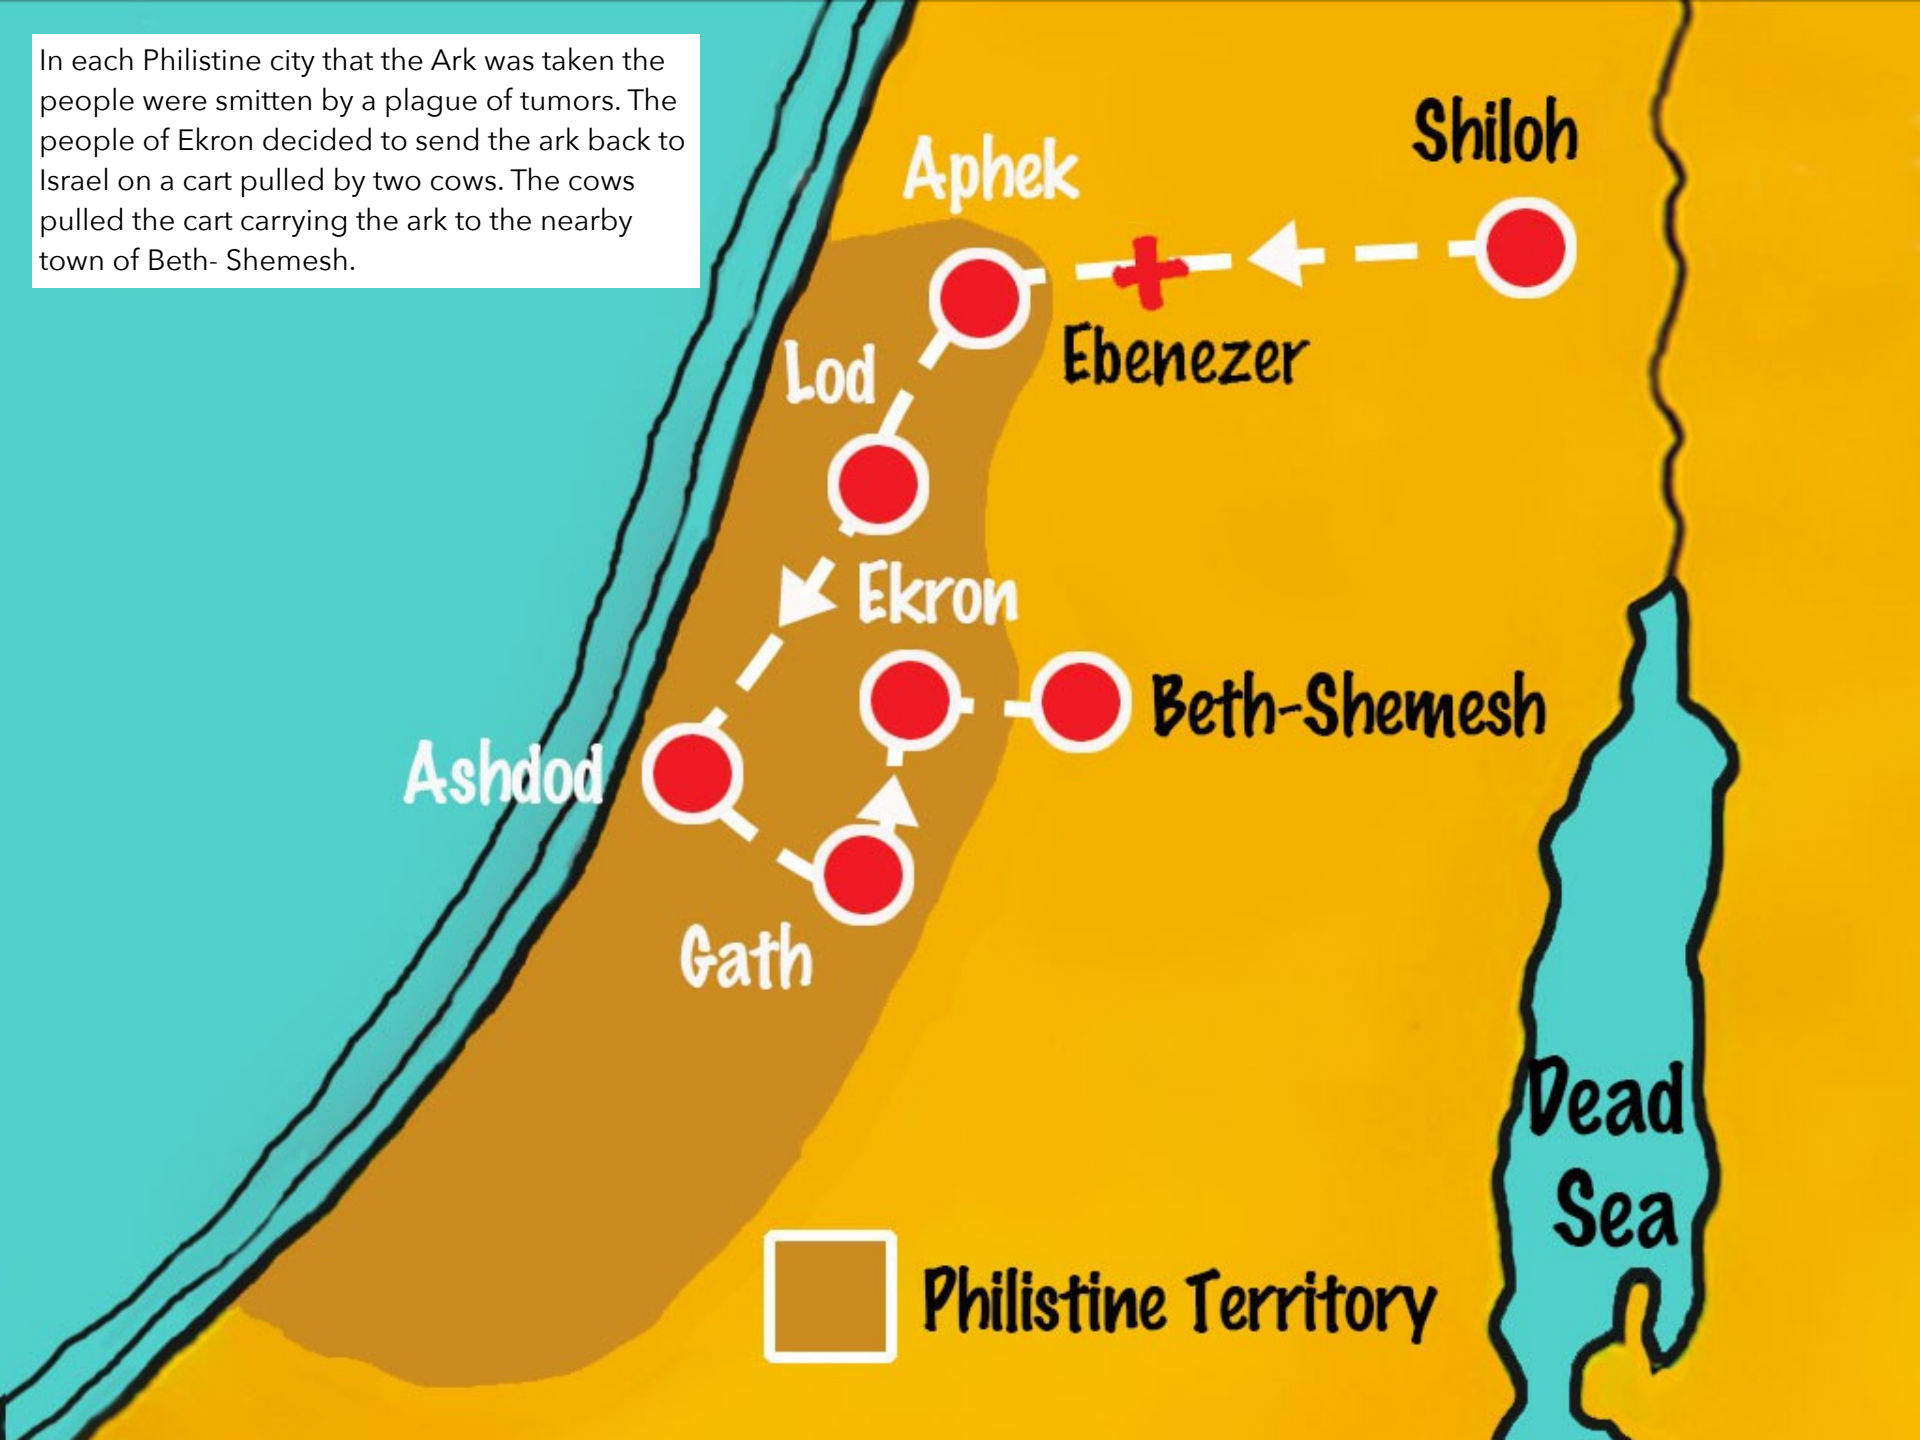 In each Philistine city that the Ark was taken the
people were smitten by a plague of tumors. The
people of Ekron decided to send the ark back to
Israel on a cart pulled by two cows. The cows
pulled the cart carrying the ark to the nearby
town of Beth- Shemesh.
Shiloh
Aphek
Ebenezer
Lod
Ekron
Beth-Shemesh
Ashdod
Gath
Dead
Sea
Philistine Territory